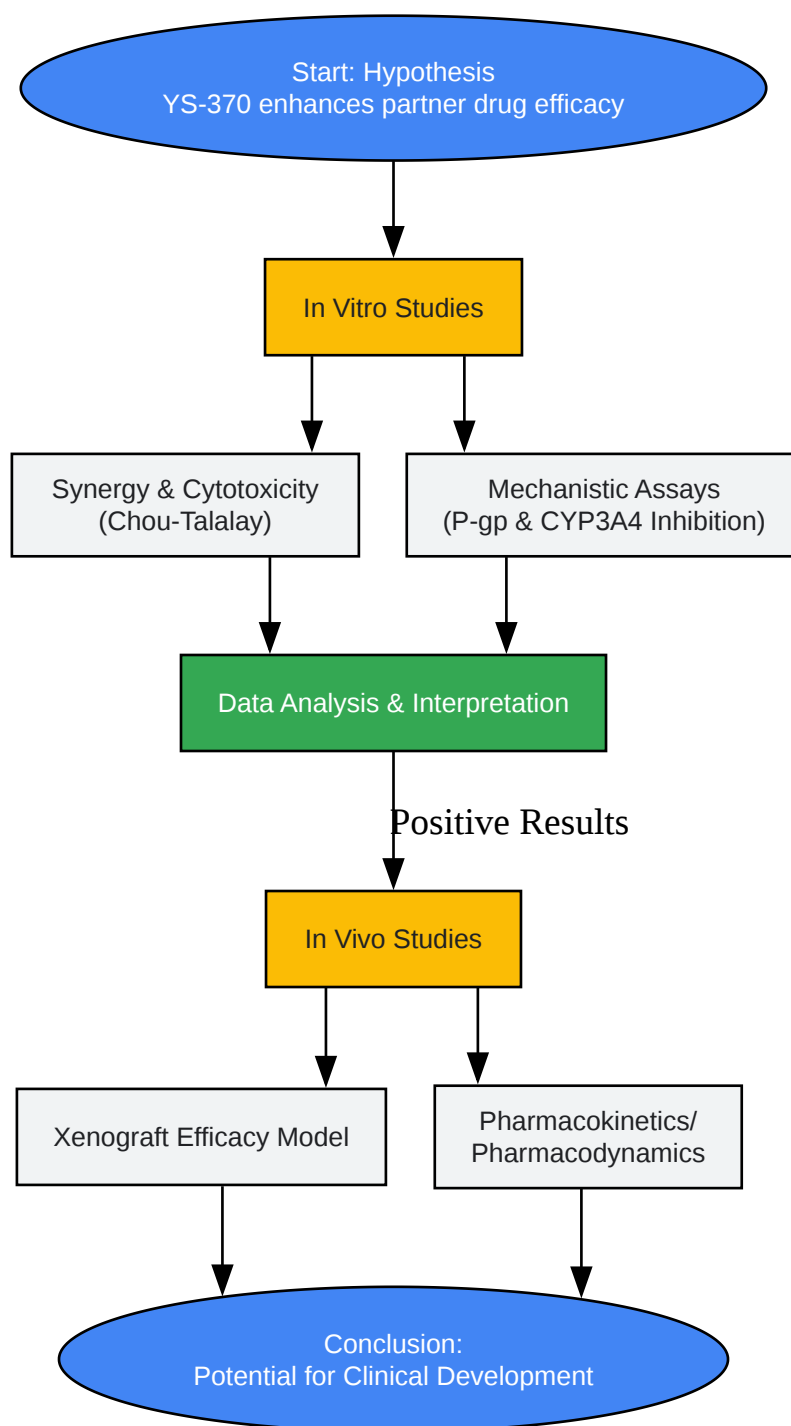 Start: Hypothesis
YS-370 enhances partner drug efficacy
In Vitro Studies
Synergy & Cytotoxicity
(Chou-Talalay)
Mechanistic Assays
(P-gp & CYP3A4 Inhibition)
Data Analysis & Interpretation
Positive Results
In Vivo Studies
Xenograft Efficacy Model
Pharmacokinetics/
Pharmacodynamics
Conclusion:
Potential for Clinical Development